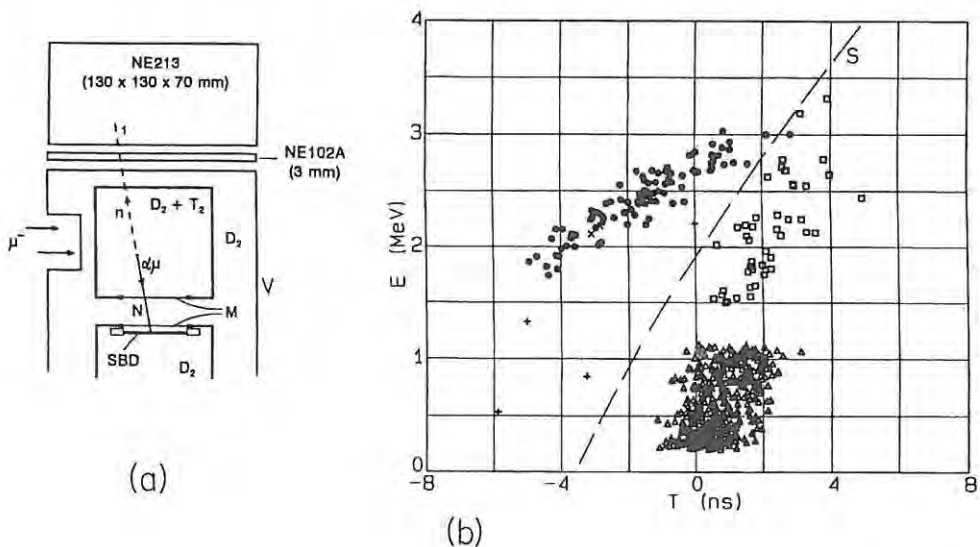 NE213
(130 x 130 x 70 mm)
1
NE102A
(3 mm)
D₂ + T₂
n
D₂
μ⁻
αμ
V
N
M
SBD
D₂
(a)
4
3
2
1
0
E (MeV)
S
-8
-4
0
4
8
T (ns)
(b)